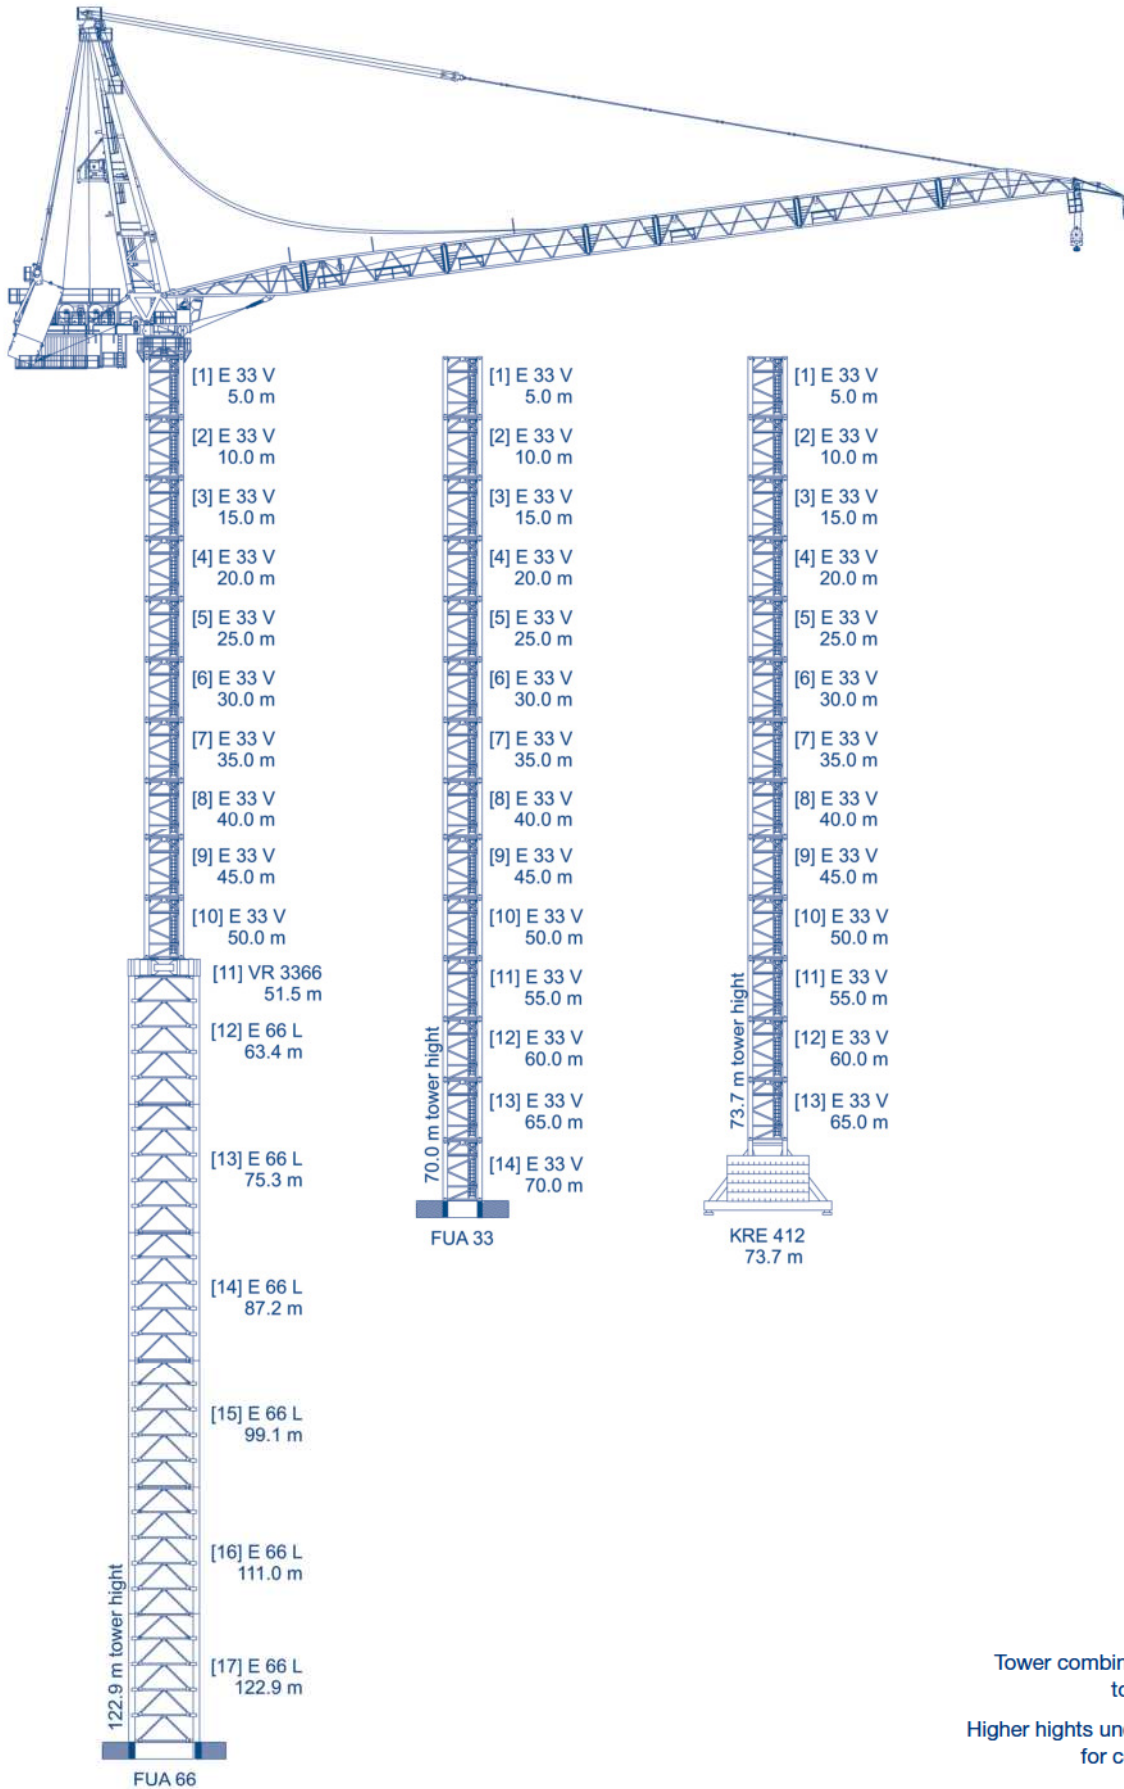 [1] E 33 V
5.0 m
[2] E 33 V
10.0 m
[3] E 33 V
15.0 m
[4] E 33 V
20.0 m
[5] E 33 V
25.0 m
[6] E 33 V
30.0 m
[7] E 33 V
35.0 m
[8] E 33 V
40.0 m
[9] E 33 V
45.0 m
[10] E 33 V
50.0 m
[11] VR 3366
51.5 m
[12] E 66 L
63.4 m
[13] E 66 L
75.3 m
[14] E 66 L
87.2 m
[15] E 66 L
99.1 m
[16] E 66 L
111.0 m
[17] E 66 L
122.9 m
122.9 m tower hight
FUA 66
[1] E 33 V
5.0 m
[2] E 33 V
10.0 m
[3] E 33 V
15.0 m
[4] E 33 V
20.0 m
[5] E 33 V
25.0 m
[6] E 33 V
30.0 m
[7] E 33 V
35.0 m
[8] E 33 V
40.0 m
[9] E 33 V
45.0 m
[10] E 33 V
50.0 m
[11] E 33 V
55.0 m
[12] E 33 V
60.0 m
[13] E 33 V
65.0 m
[14] E 33 V
70.0 m
70.0 m tower hight
FUA 33
[1] E 33 V
5.0 m
[2] E 33 V
10.0 m
[3] E 33 V
15.0 m
[4] E 33 V
20.0 m
[5] E 33 V
25.0 m
[6] E 33 V
30.0 m
[7] E 33 V
35.0 m
[8] E 33 V
40.0 m
[9] E 33 V
45.0 m
[10] E 33 V
50.0 m
[11] E 33 V
55.0 m
[12] E 33 V
60.0 m
[13] E 33 V
65.0 m
73.7 m tower hight
KRE 412
73.7 m
Tower combin
to
Higher hights un
for c